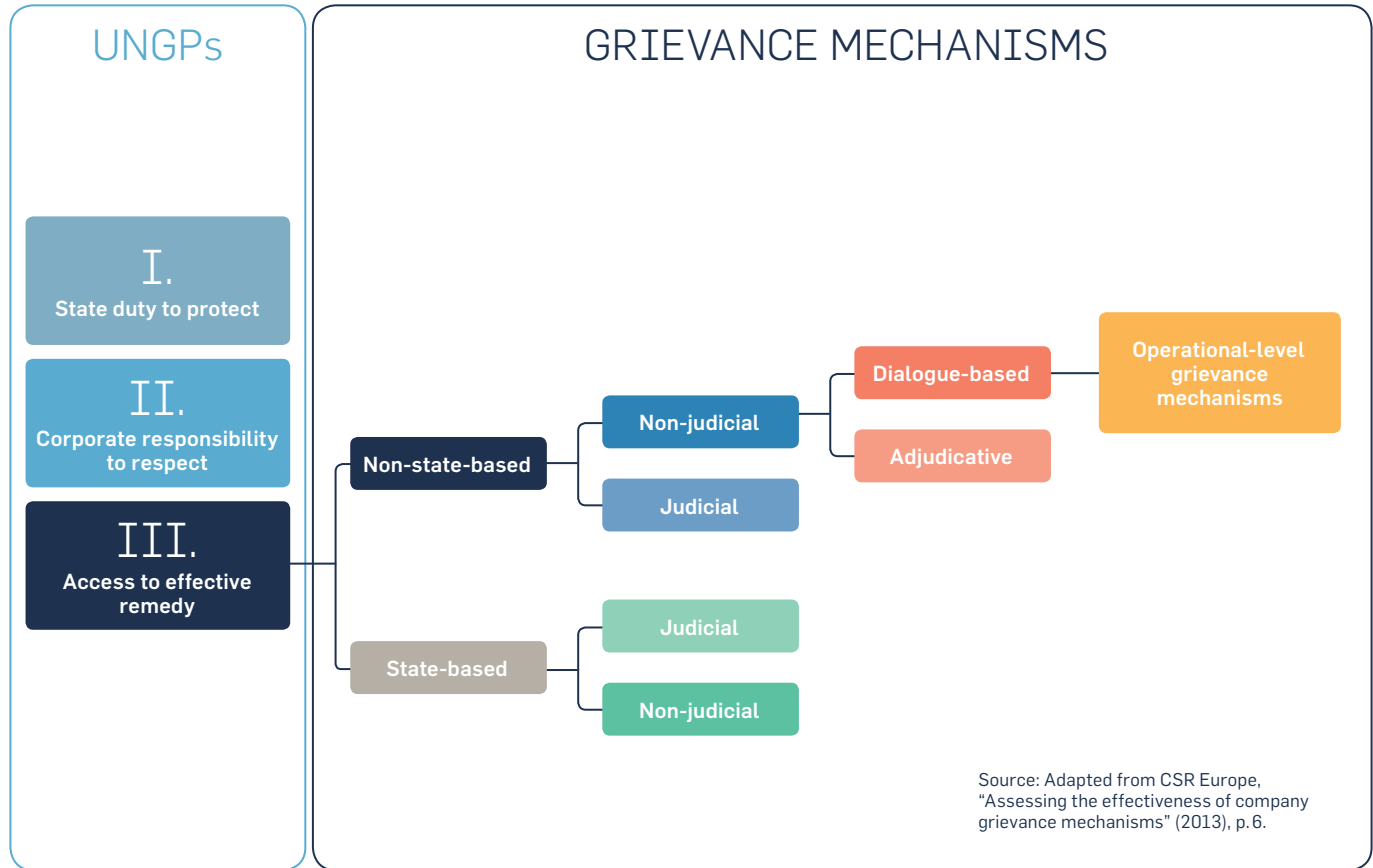 UNGPs
I.
State duty to protect
II.
Corporate responsibility
to respect
III.
Access to effective
remedy
GRIEVANCE MECHANISMS
Non-state-based
Non-judicial
Dialogue-based
Operational-level
grievance
mechanisms
Adjudicative
Judicial
State-based
Judicial
Non-judicial
Source: Adapted from CSR Europe,
“Assessing the effectiveness of company
grievance mechanisms” (2013), p. 6.